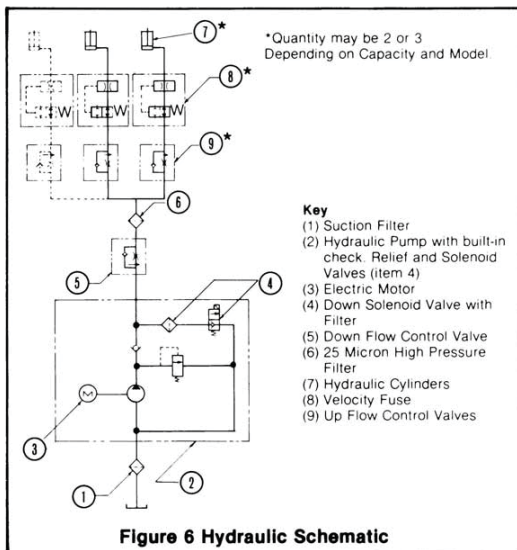 *Quantity may be 2 or 3
Depending on Capacity and Model
7*
8*
9*
6
5
4
M
3
2
1
Key
(1) Suction Filter
(2) Hydraulic Pump with built-in
check. Relief and Solenoid
Valves (item 4)
(3) Electric Motor
(4) Down Solenoid Valve with
Filter
(5) Down Flow Control Valve
(6) 25 Micron High Pressure
Filter
(7) Hydraulic Cylinders
(8) Velocity Fuse
(9) Up Flow Control Valves
Figure 6 Hydraulic Schematic